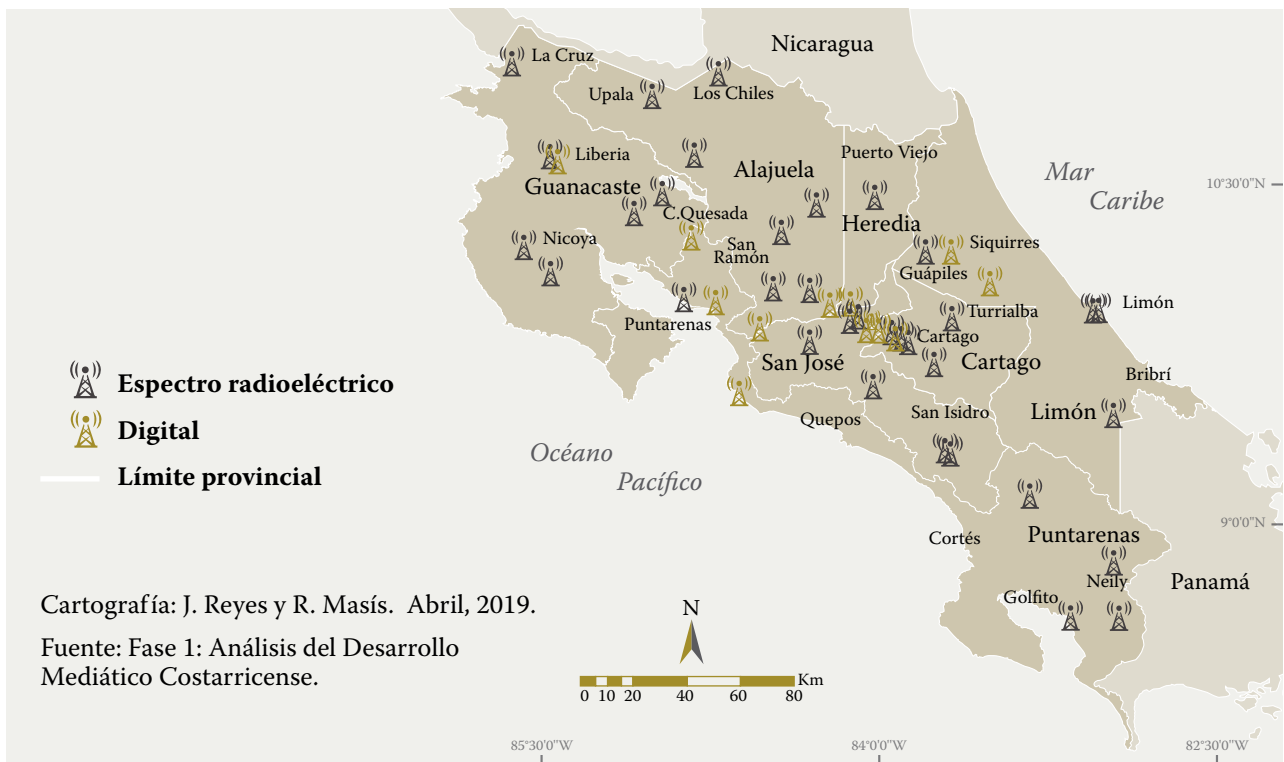 Nicaragua
La Cruz
Upala
Los Chiles
Liberia
Puerto Viejo
Alajuela
Mar
Caribe
10°30'0"N
Guanacaste
C.Quesada
Heredia
Nicoya
San
Ramón
Siquirres
Guápiles
Puntarenas
Turrialba
Limón
Cartago
San José
Cartago
Bribrí
Espectro radioeléctrico
Digital
Límite provincial
Quepos
San Isidro
Limón
Océano
Pacífico
Cortés
Puntarenas
9°0'0"N
Neily
Panamá
Golfito
Cartografía: J. Reyes y R. Masís. Abril, 2019.
Fuente: Fase 1: Análisis del Desarrollo
Mediático Costarricense.
N
Km
0 10 20 40 60 80
85°30'0"W
84°0'0"W
82°30'0"W